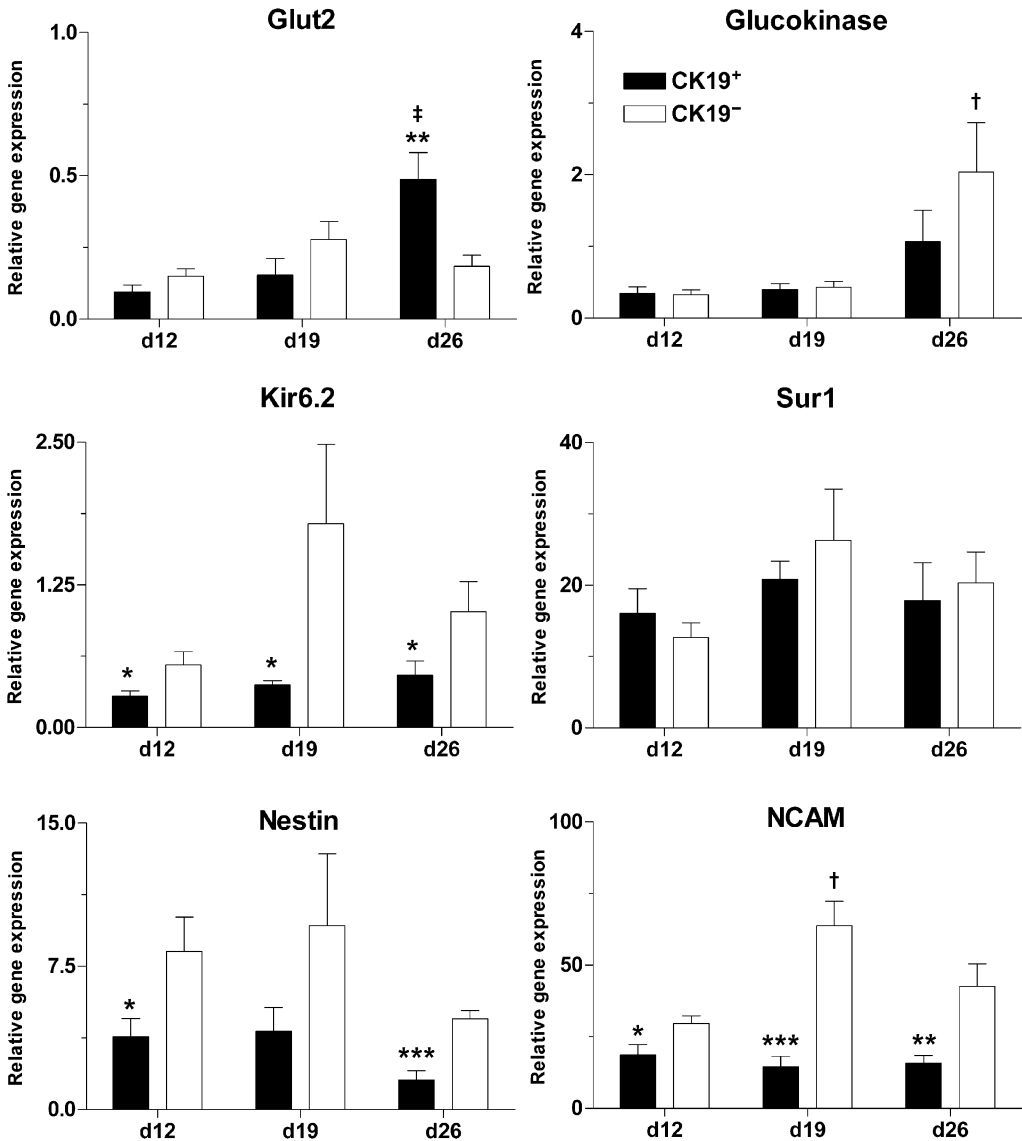 Glut2
Relative gene expression
1.0
0.5
0.0
‡
**
d12 d19 d26
Glucokinase
Relative gene expression
4
2
0
CK19+
CK19−
†
d12 d19 d26
Kir6.2
Relative gene expression
2.50
1.25
0.00
* * *
d12 d19 d26
Sur1
Relative gene expression
40
20
0
d12 d19 d26
Nestin
Relative gene expression
15.0
7.5
0.0
* ***
d12 d19 d26
NCAM
Relative gene expression
100
50
0
†
* *** **
d12 d19 d26